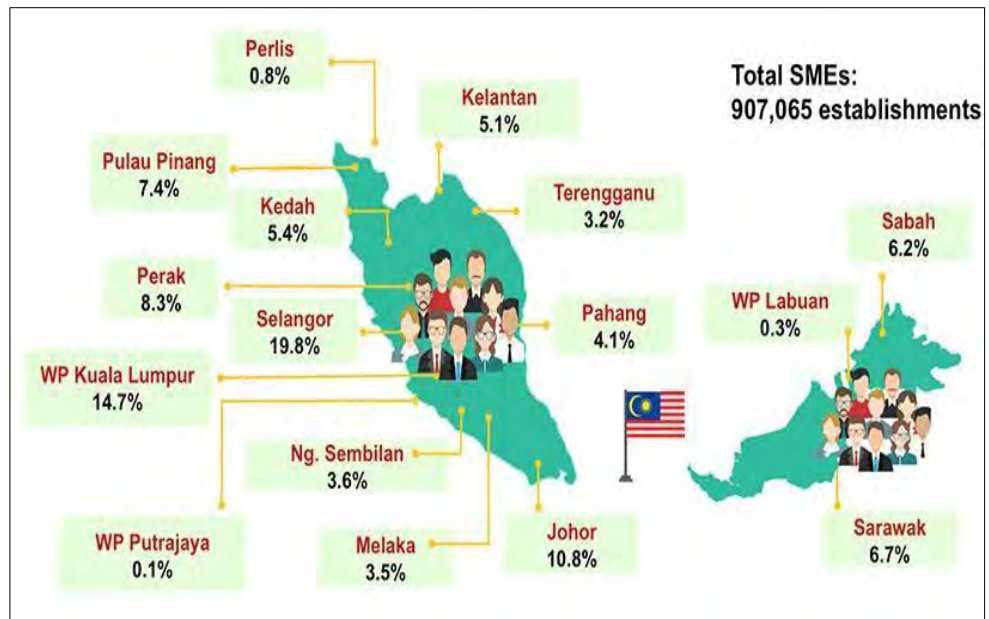 Perlis
0.8%
Kelantan
5.1%
Total SMEs:
907,065 establishments
Pulau Pinang
7.4%
Kedah
5.4%
Terengganu
3.2%
Sabah
6.2%
Perak
8.3%
Selangor
19.8%
Pahang
4.1%
WP Labuan
0.3%
WP Kuala Lumpur
14.7%
Ng. Sembilan
3.6%
WP Putrajaya
0.1%
Melaka
3.5%
Johor
10.8%
Sarawak
6.7%